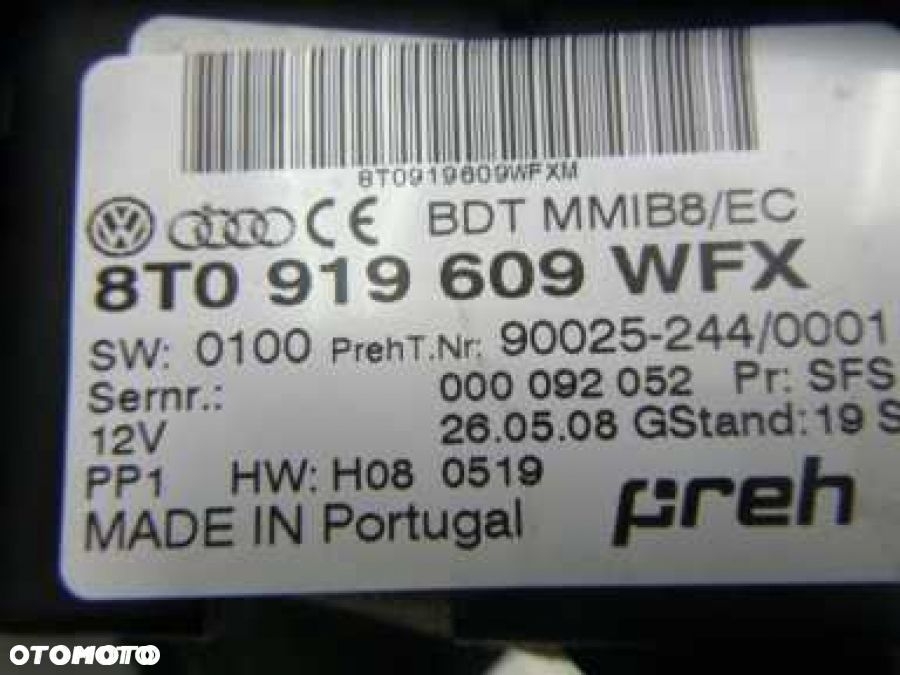 8T0919609WFXM
CE BDT MMIB8/EC
8T0 919 609 WFX
SW: 0100 PrehT.Nr: 90025-244/0001
Sernr.: 000 092 052 Pr: SFS
12V 26.05.08 GStand: 19 S
PP1 HW: H08 0519
MADE IN Portugal preh
OTOMOTO